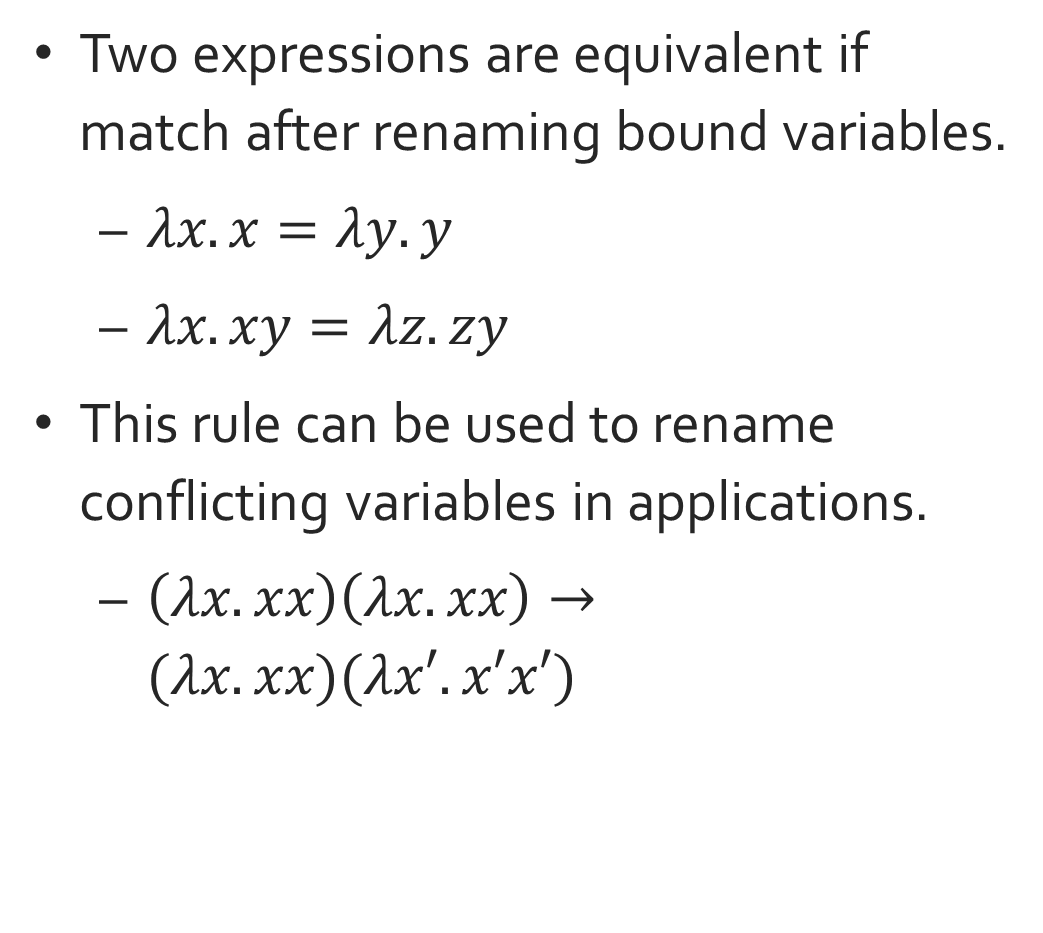 • Two expressions are equivalent if
match after renaming bound variables.
– λx. x = λy. y
– λx. xy = λz. zy
• This rule can be used to rename
conflicting variables in applications.
– (λx. xx)(λx. xx) →
(λx. xx)(λx′. x′x′)